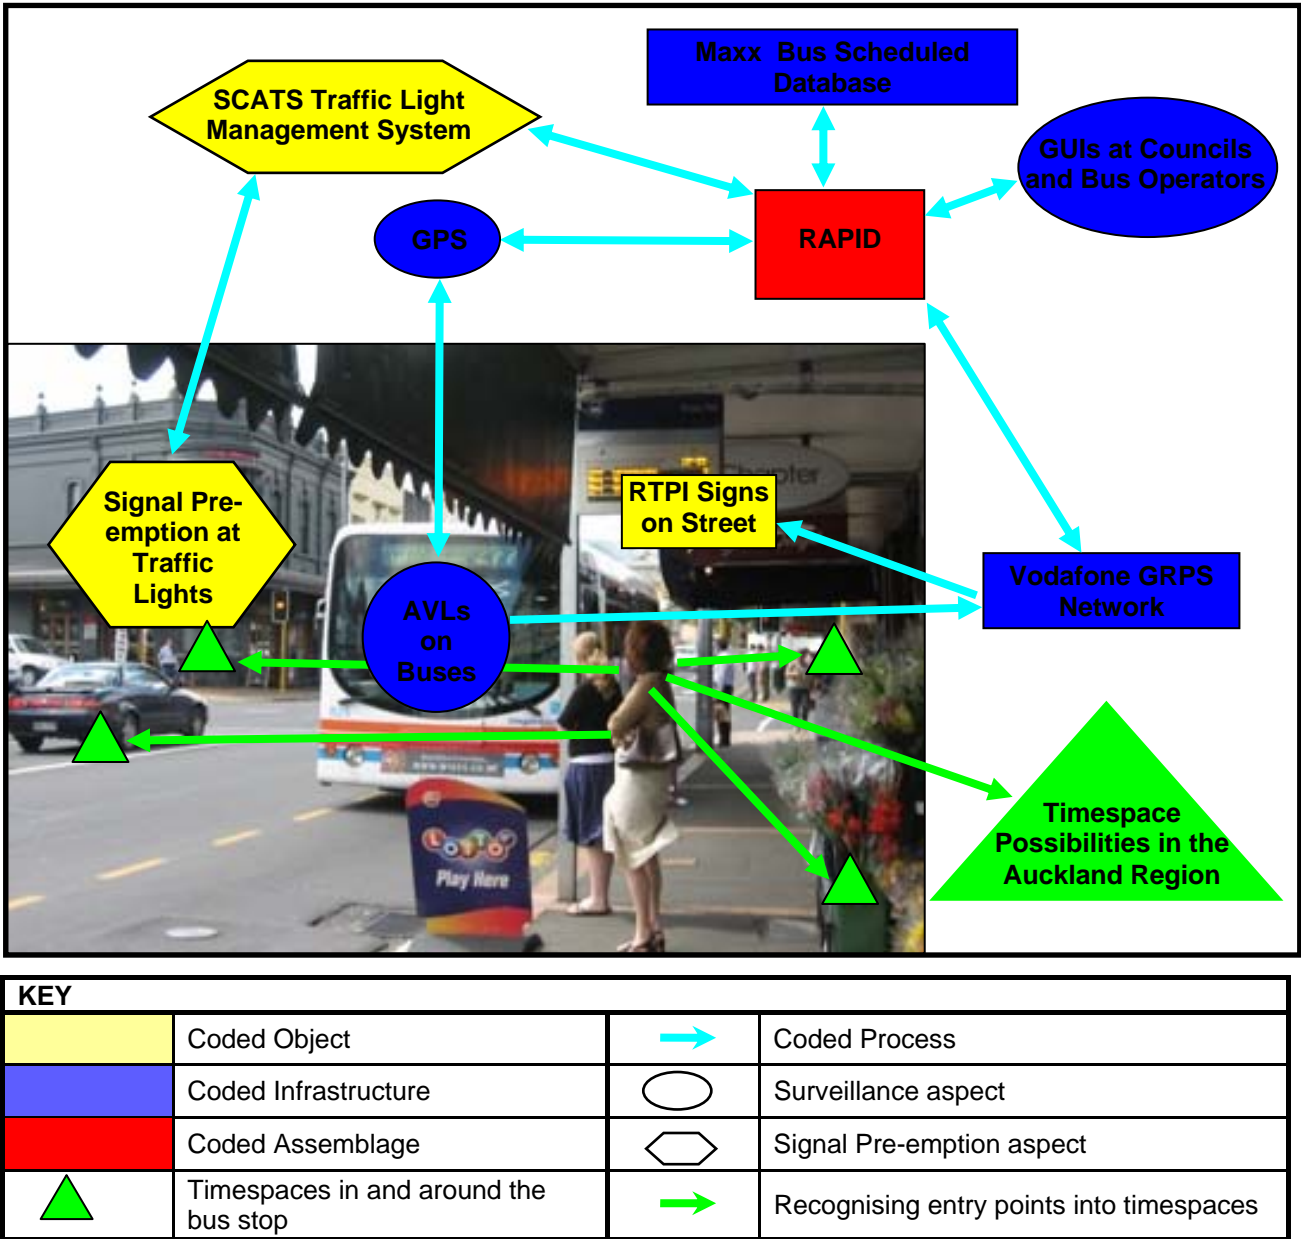 Maxx Bus Scheduled
Database
SCATS Traffic Light
Management System
GUIs at Councils
and Bus Operators
GPS
RAPID
Chapter
RTPI Signs
on Street
Signal Pre-
emption at
Traffic
Lights
Vodafone GRPS
Network
AVLs
on
Buses
Timespace
Possibilities in the
Auckland Region
LOTTO
Play Here
KEY
Coded Object
Coded Process
Coded Infrastructure
Surveillance aspect
Coded Assemblage
Signal Pre-emption aspect
Timespaces in and around the
bus stop
Recognising entry points into timespaces